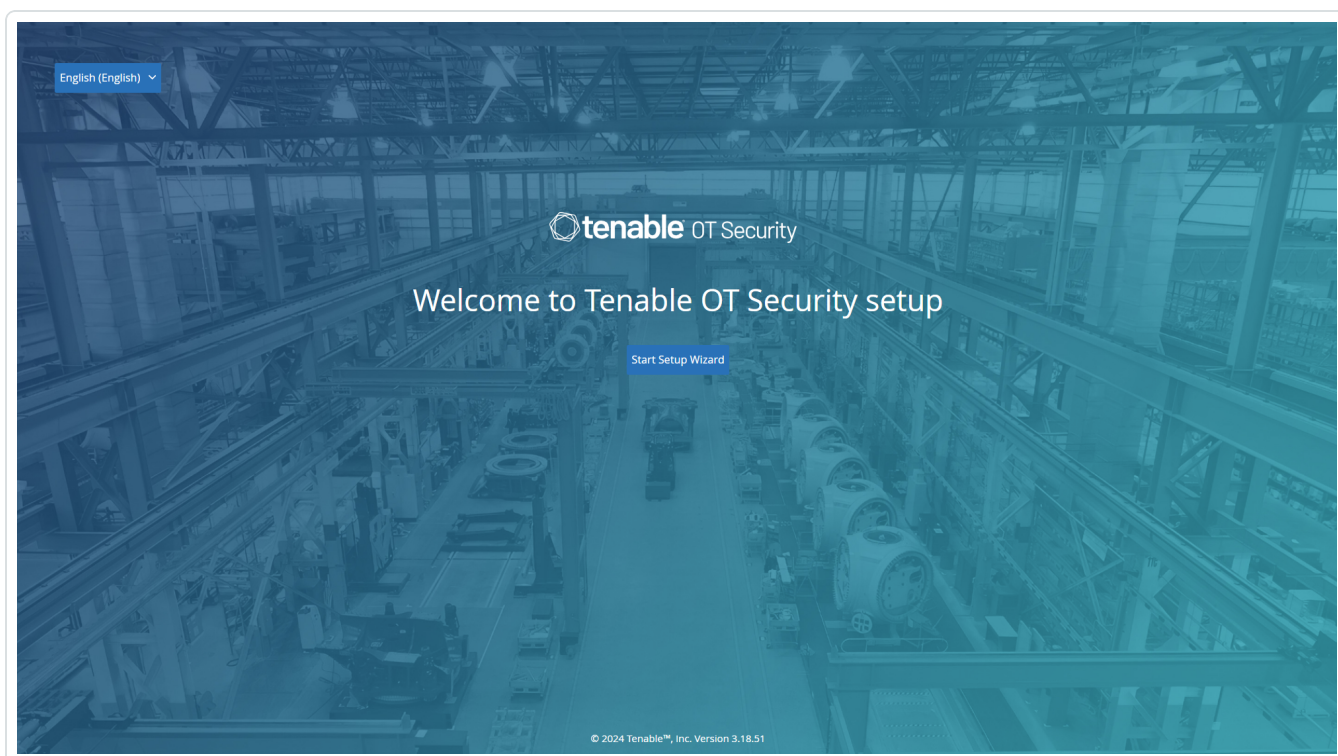 English (English)
tenable OT Security
Welcome to Tenable OT Security setup
Start Setup Wizard
© 2024 Tenable™, Inc. Version 3.18.51